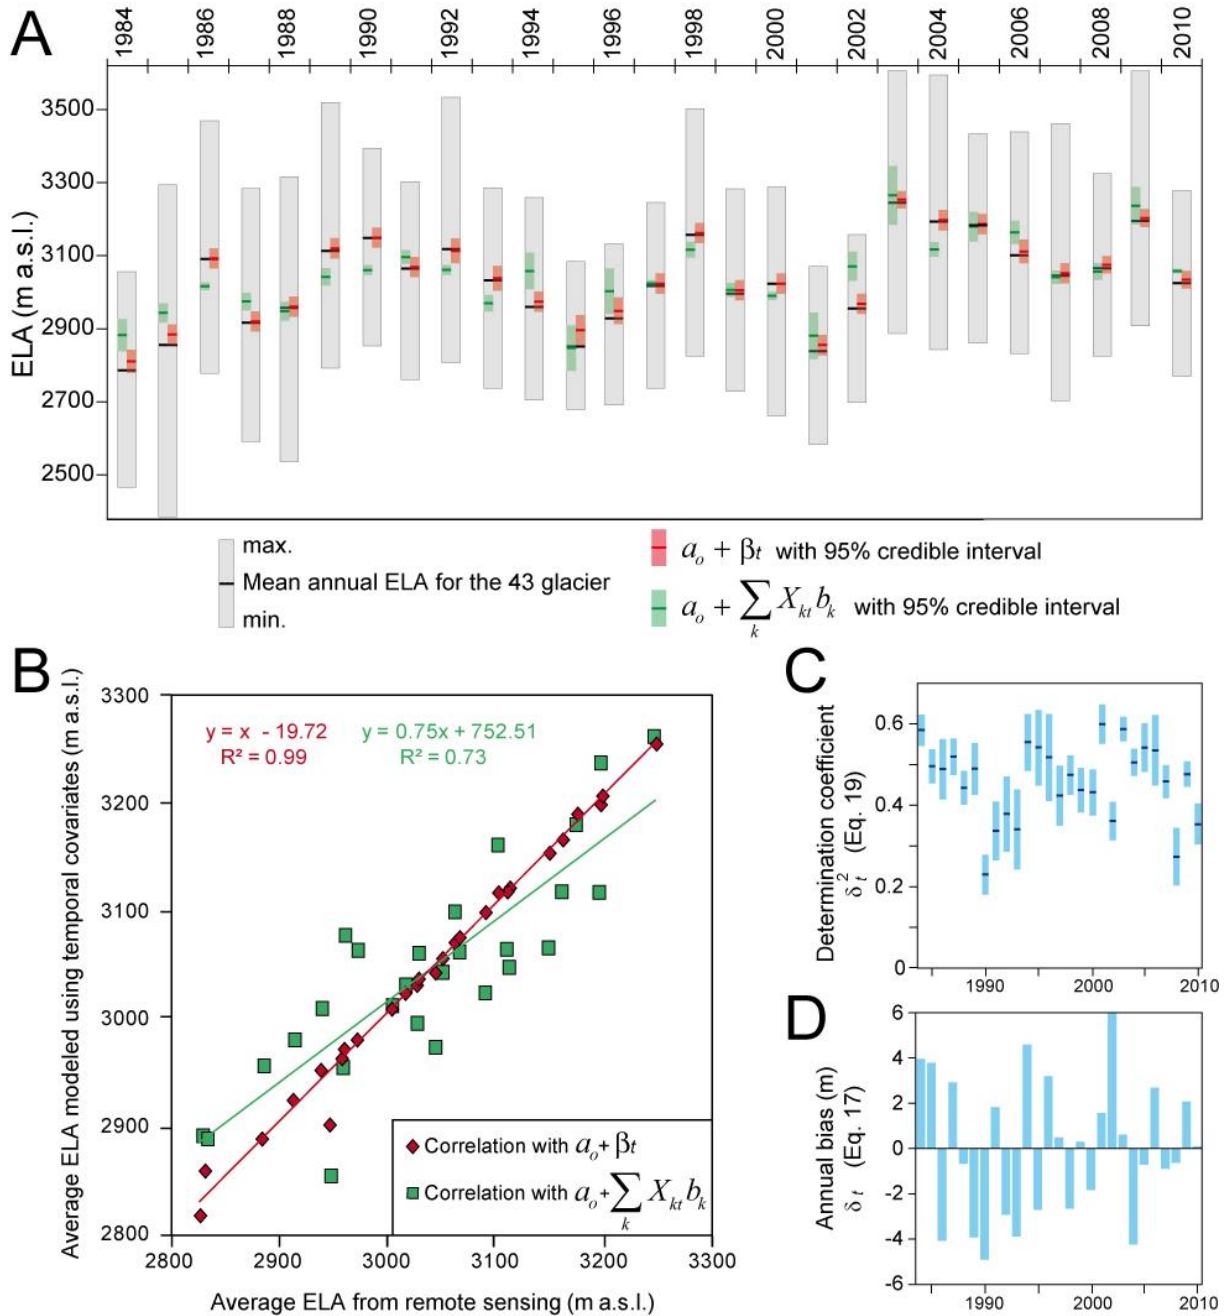 A
1984 1986 1988 1990 1992 1994 1996 1998 2000 2002 2004 2006 2008 2010
ELA (m a.s.l.)
3500
3300
3100
2900
2700
2500
max.
Mean annual ELA for the 43 glacier
min.
a_o + βt with 95% credible interval
a_o + ∑_k X_kt b_k with 95% credible interval
B
Average ELA modeled using temporal covariates (m a.s.l.)
3300
3200
3100
3000
2900
2800
y = x - 19.72
R² = 0.99
y = 0.75x + 752.51
R² = 0.73
Correlation with a_o + βt
Correlation with a_o + ∑_k X_kt b_k
2800 2900 3000 3100 3200 3300
Average ELA from remote sensing (m a.s.l.)
C
Determination coefficient
δ_t² (Eq. 19)
0.6
0.4
0.2
0
1990 2000 2010
D
Annual bias (m)
δ_t (Eq. 17)
6
4
2
0
-2
-4
-6
1990 2000 2010